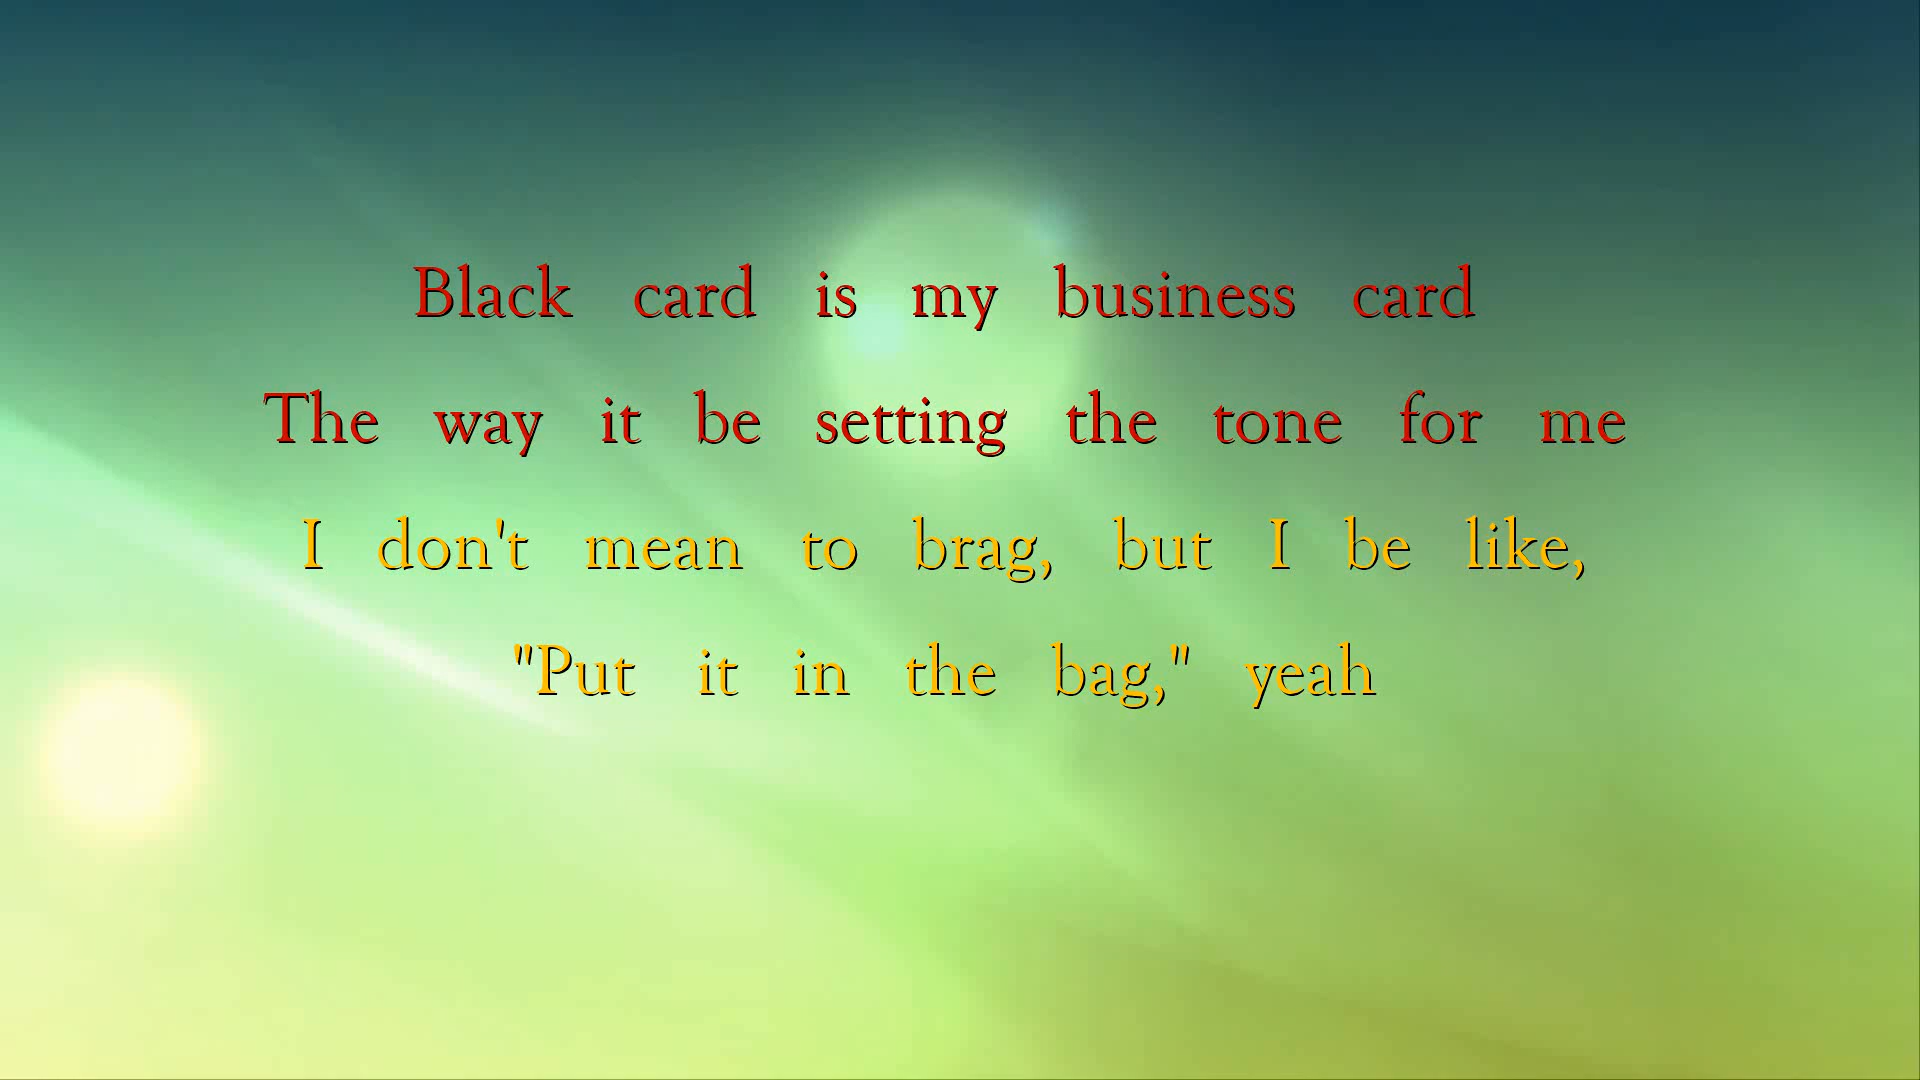 Black card is my business card
The way it be setting the tone for me
I don't mean to brag, but I be like,
"Put it in the bag," yeah